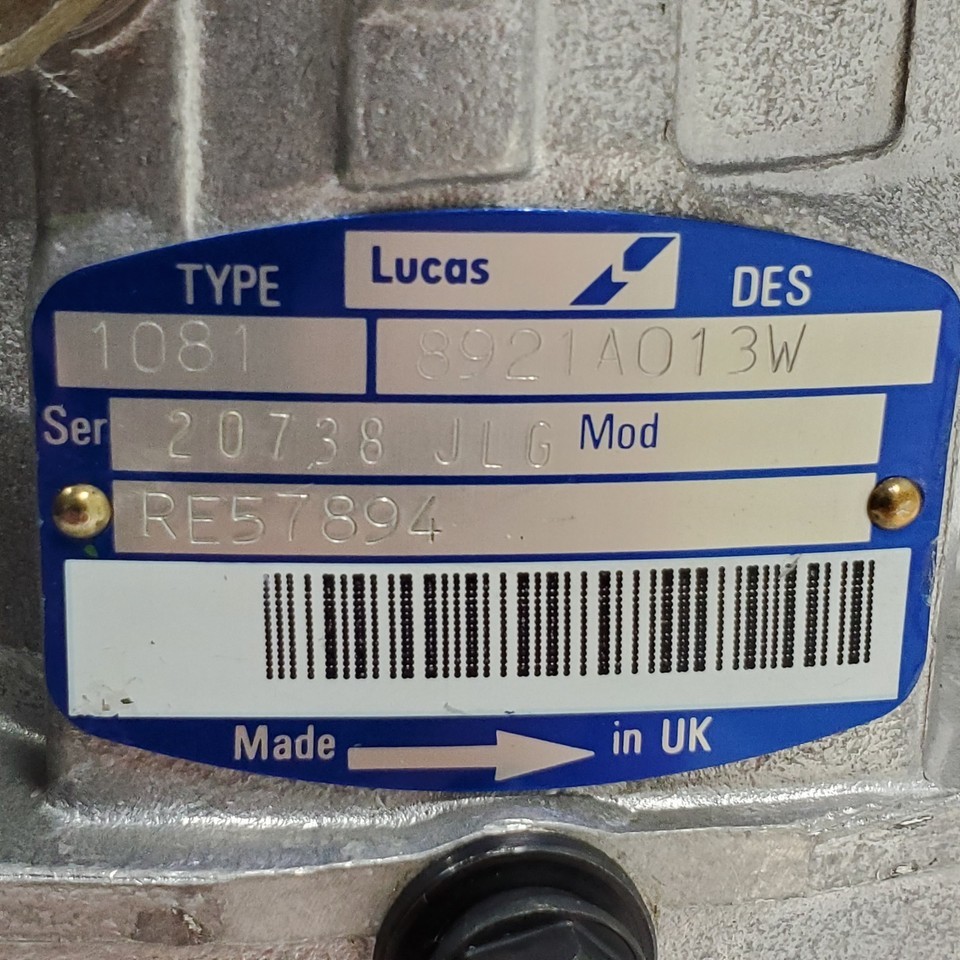 TYPE Lucas DES
1081 8921A013W
Ser 20738 JLG Mod
RE57894
Made in UK